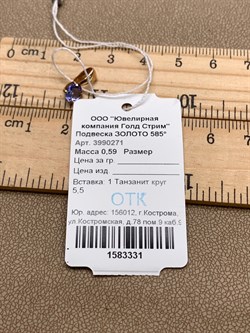 ООО "Ювелирная
компания Голд Стрим"
Подвеска ЗОЛОТО 585°
Арт. 3990271
Масса 0,59 Размер
Цена за гр.
Цена изд
Вставка: 1 Танзанит круг
5,5
ОТК
Юр. адрес: 156012, г.Кострома,
ул.Костромская, д.78 пом.9 каб.
1583331